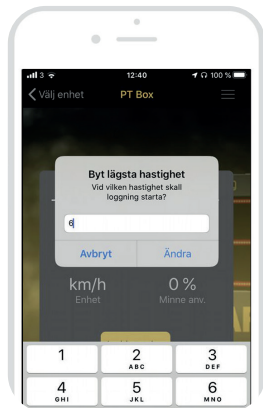 3 12:40 100 %
Välj enhet PT Box
Byt lägsta hastighet
Vid vilken hastighet skall
loggning starta?
6
Avbryt Ändra
km/h 0 %
Enhet Minne anv.
1 2 3
ABC DEF
4 5 6
GHI JKL MNO